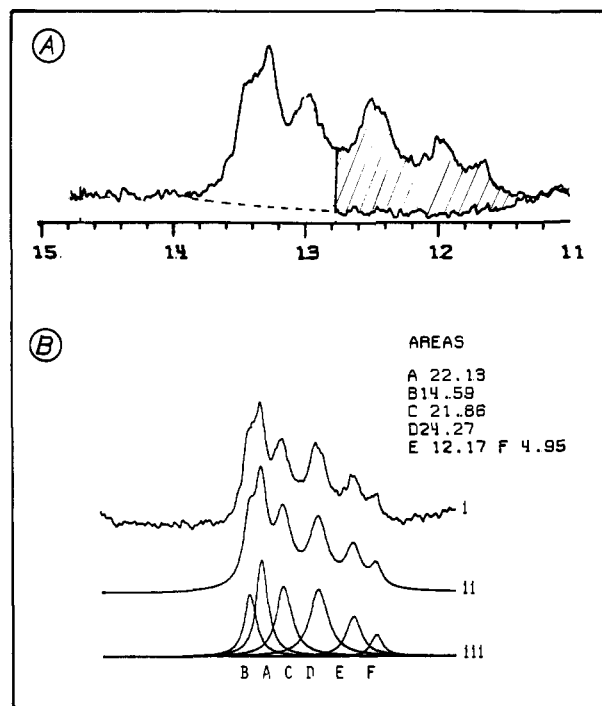 A
15. 14 13 12 11
B
AREAS
A 22.13
B14.59
C 21.86
D24.27
E 12.17 F 4.95
i
ii
iii
B A C D E F